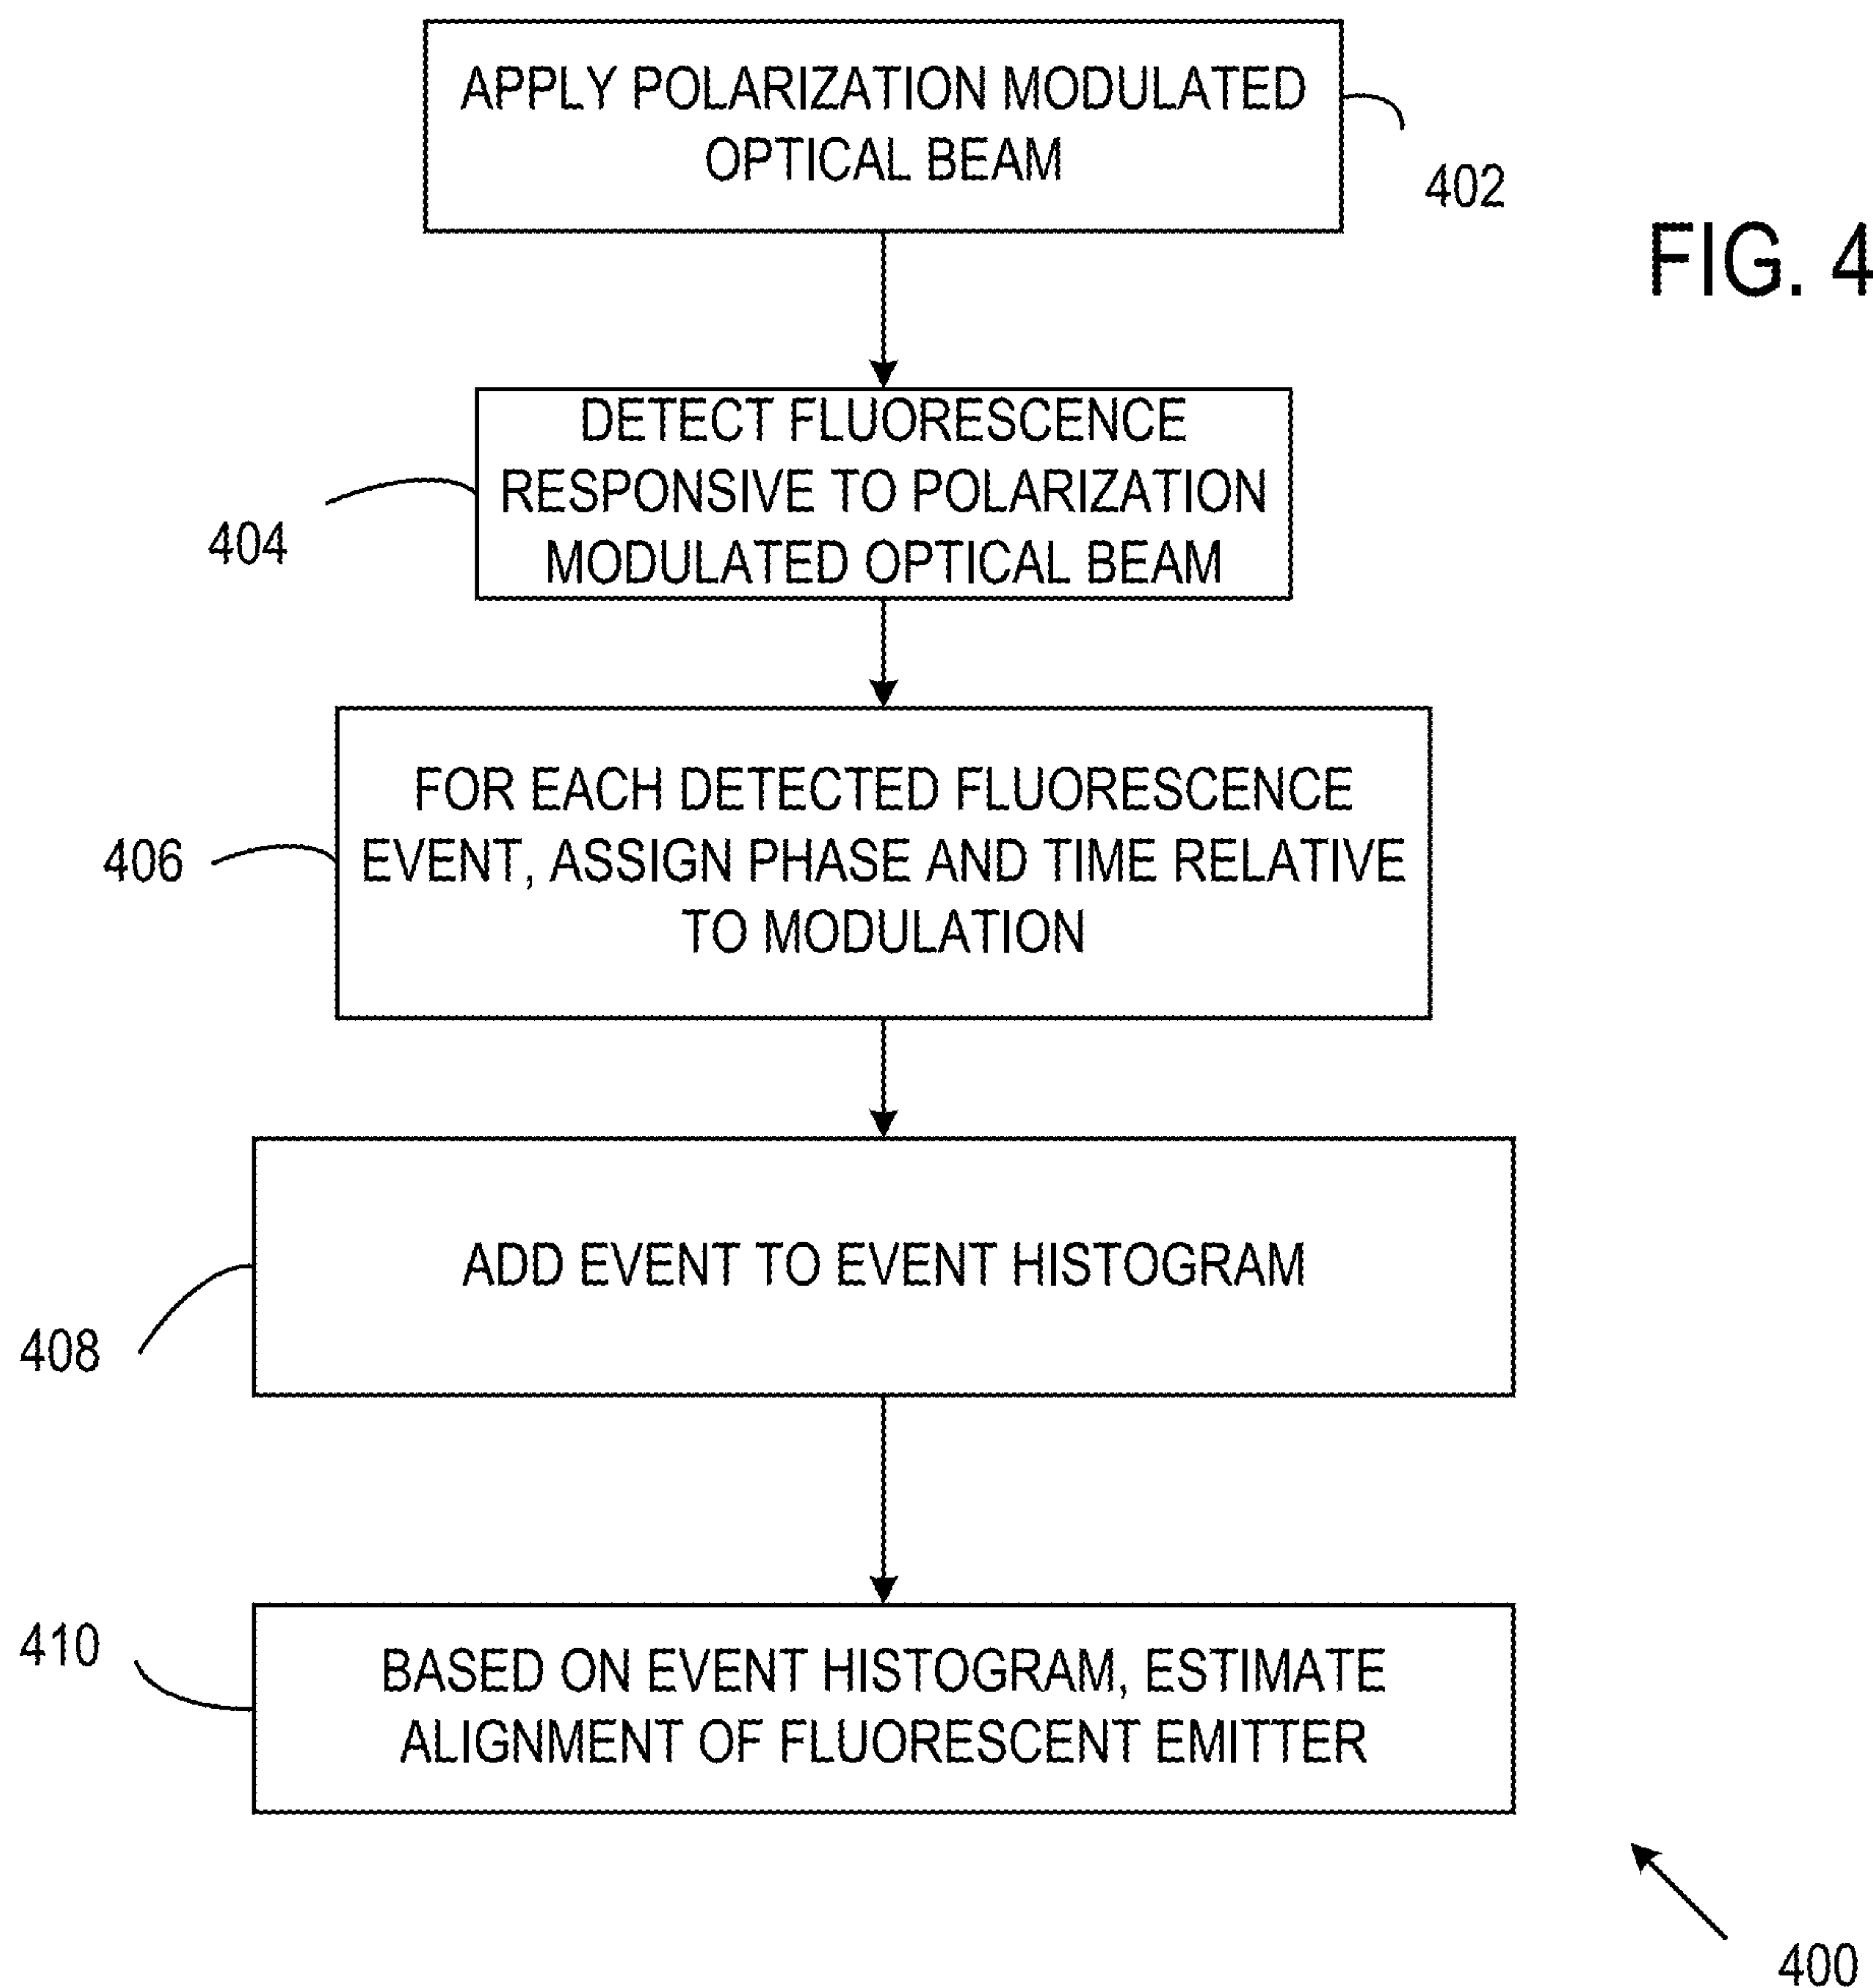 APPLY POLARIZATION MODULATED
OPTICAL BEAM
402
FIG. 4
DETECT FLUORESCENCE
RESPONSIVE TO POLARIZATION
MODULATED OPTICAL BEAM
404
FOR EACH DETECTED FLUORESCENCE
EVENT, ASSIGN PHASE AND TIME RELATIVE
TO MODULATION
406
ADD EVENT TO EVENT HISTOGRAM
408
410
BASED ON EVENT HISTOGRAM, ESTIMATE
ALIGNMENT OF FLUORESCENT EMITTER
400